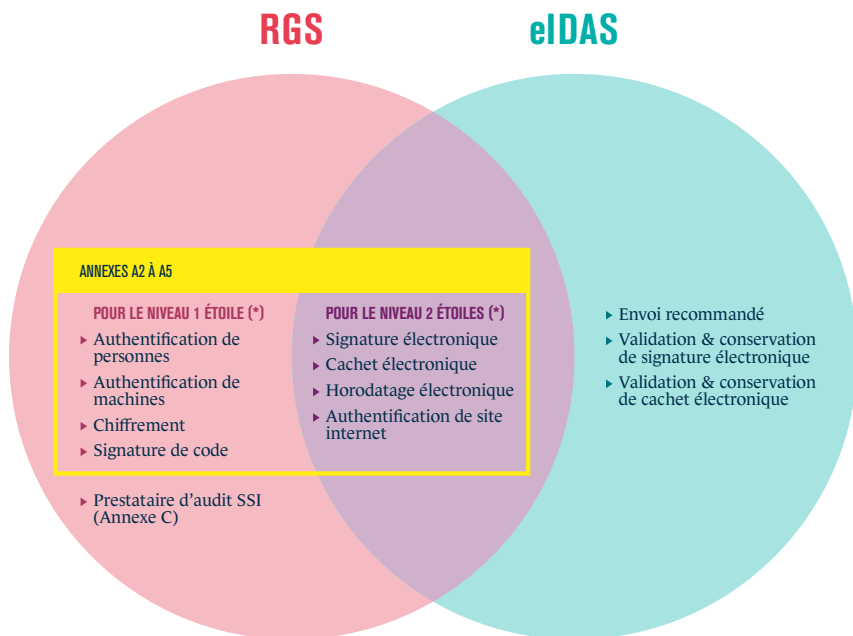 RGS
eIDAS
ANNEXES A2 À A5
POUR LE NIVEAU 1 ÉTOILE (*)
▸ Authentification de
personnes
▸ Authentification de
machines
▸ Chiffrement
▸ Signature de code
▸ Prestataire d'audit SSI
(Annexe C)
POUR LE NIVEAU 2 ÉTOILES (*)
▸ Signature électronique
▸ Cachet électronique
▸ Horodatage électronique
▸ Authentification de site
internet
▸ Envoi recommandé
▸ Validation & conservation
de signature électronique
▸ Validation & conservation
de cachet électronique